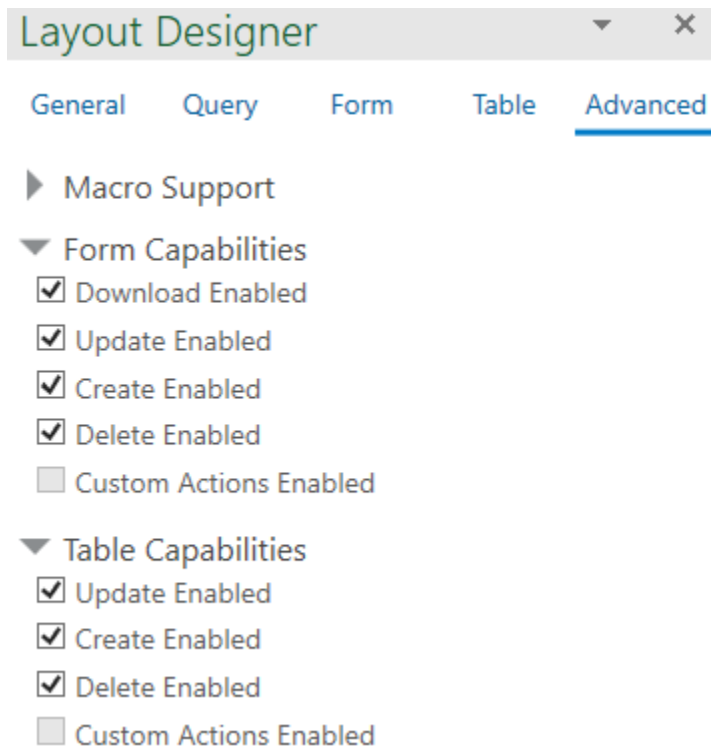 Layout Designer
General Query Form Table Advanced
Macro Support
Form Capabilities
Download Enabled
Update Enabled
Create Enabled
Delete Enabled
Custom Actions Enabled
Table Capabilities
Update Enabled
Create Enabled
Delete Enabled
Custom Actions Enabled